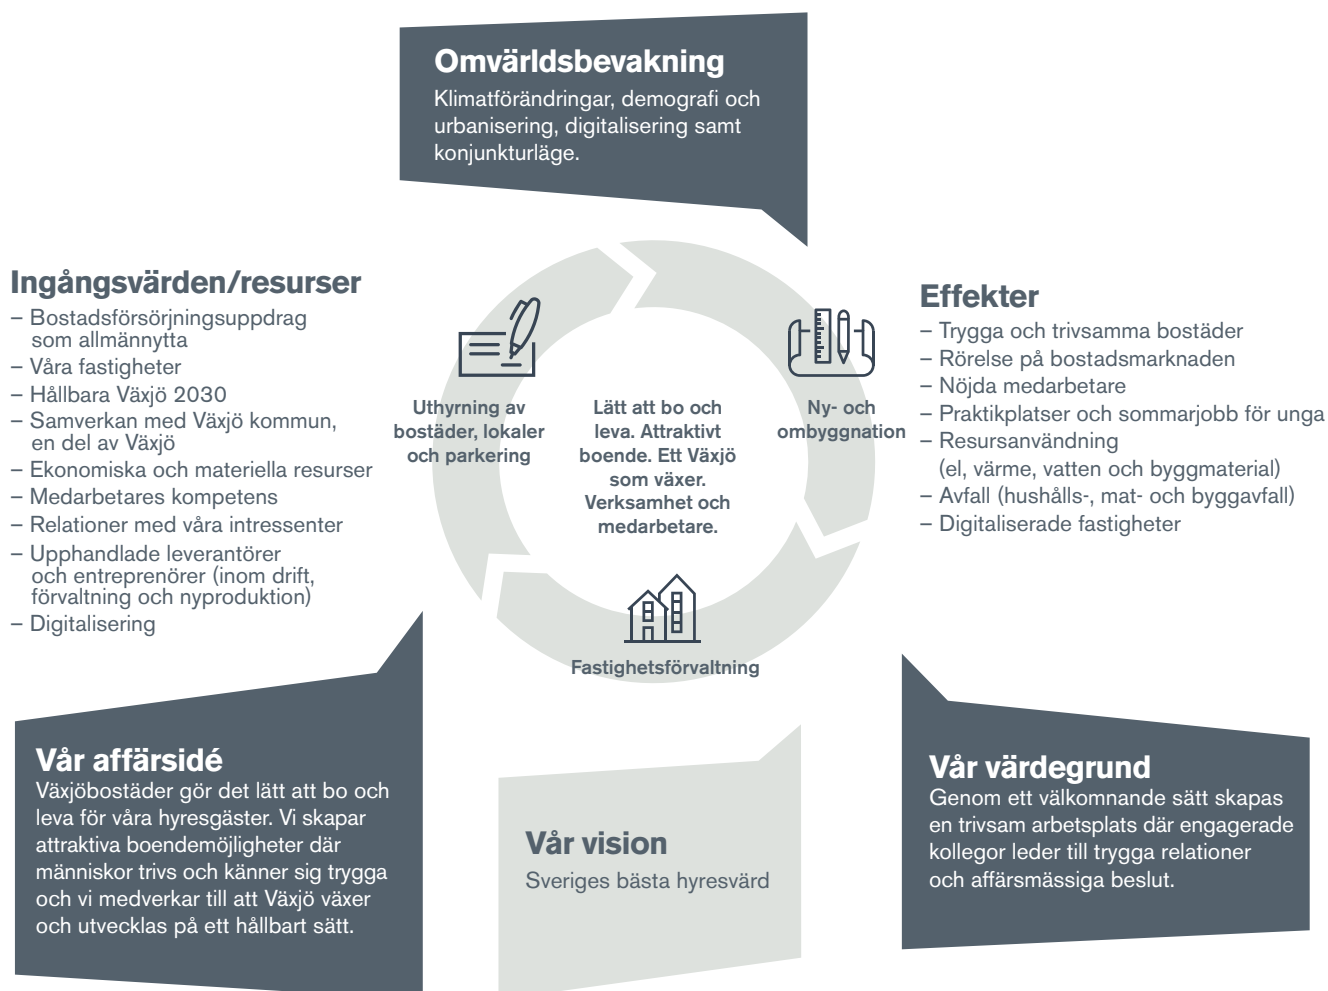 Omvärldsbevakning
Klimatförändringar, demografi och
urbanisering, digitalisering samt
konjunkturläge.
Ingångsvärden/resurser
– Bostadsförsörjningsuppdrag
som allmännytta
– Våra fastigheter
– Hållbara Växjö 2030
– Samverkan med Växjö kommun,
en del av Växjö
– Ekonomiska och materiella resurser
– Medarbetares kompetens
– Relationer med våra intressenter
– Upphandlade leverantörer
och entreprenörer (inom drift,
förvaltning och nyproduktion)
– Digitalisering
Uthyrning av
bostäder, lokaler
och parkering
Lätt att bo och
leva. Attraktivt
boende. Ett Växjö
som växer.
Verksamhet och
medarbetare.
Ny- och
ombyggnation
Fastighetsförvaltning
Effekter
– Trygga och trivsamma bostäder
– Rörelse på bostadsmarknaden
– Nöjda medarbetare
– Praktikplatser och sommarjobb för unga
– Resursanvändning
(el, värme, vatten och byggmaterial)
– Avfall (hushålls-, mat- och byggavfall)
– Digitaliserade fastigheter
Vår affärsidé
Växjöbostäder gör det lätt att bo och
leva för våra hyresgäster. Vi skapar
attraktiva boendemöjligheter där
människor trivs och känner sig trygga
och vi medverkar till att Växjö växer
och utvecklas på ett hållbart sätt.
Vår vision
Sveriges bästa hyresvärd
Vår värdegrund
Genom ett välkomnande sätt skapas
en trivsam arbetsplats där engagerade
kollegor leder till trygga relationer
och affärsmässiga beslut.